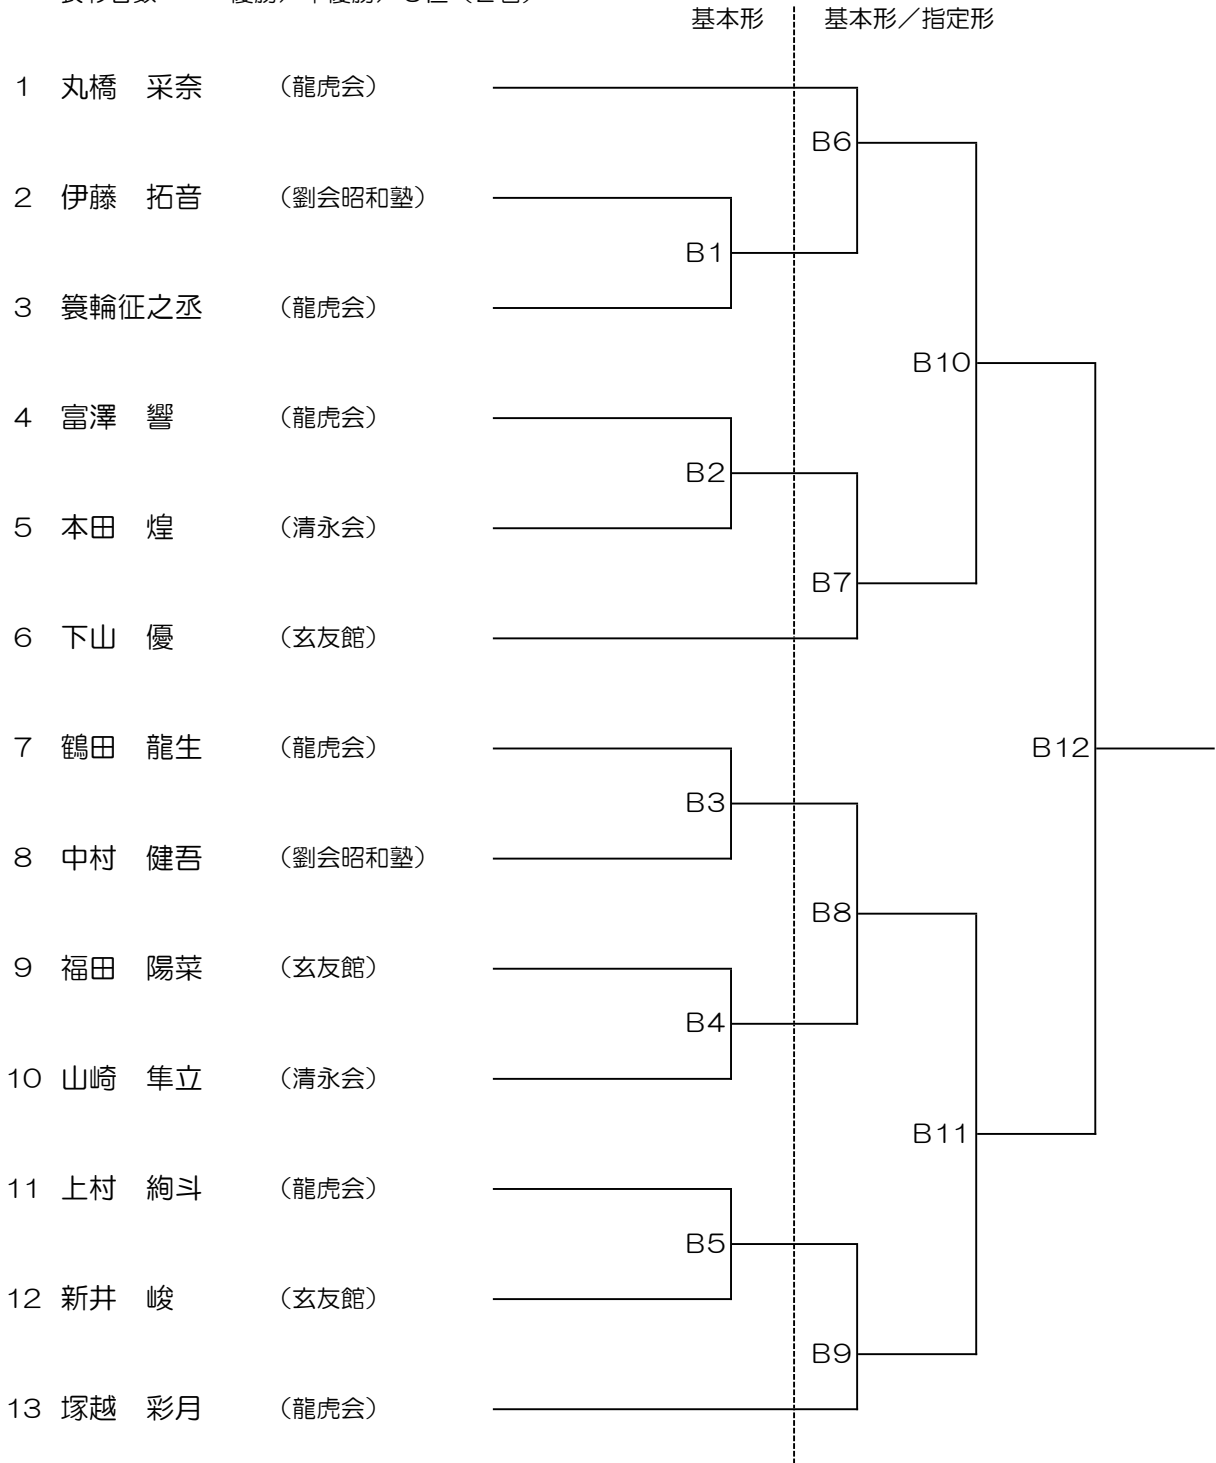 基本形 基本形／指定形
1 丸橋　采奈 （龍虎会）
B6
2 伊藤　拓音 （劉会昭和塾）
B1
3 簑輪征之丞 （龍虎会）
B10
4 富澤　響 （龍虎会）
B2
5 本田　煌 （清永会）
B7
6 下山　優 （玄友館）
7 鶴田　龍生 （龍虎会） B12
B3
8 中村　健吾 （劉会昭和塾）
B8
9 福田　陽菜 （玄友館）
B4
10 山崎　隼立 （清永会）
B11
11 上村　絢斗 （龍虎会）
B5
12 新井　峻 （玄友館）
B9
13 塚越　彩月 （龍虎会）